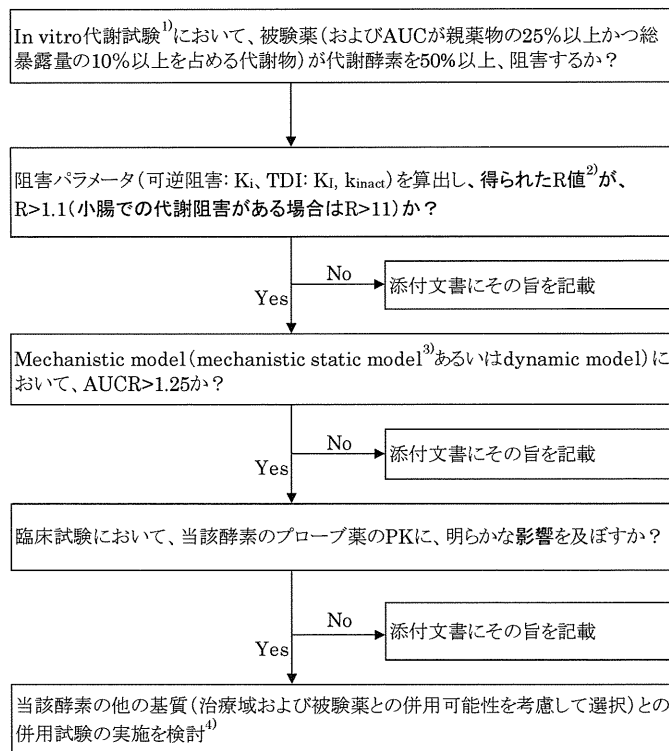 In vitro代謝試験1)において、被験薬(およびAUCが親薬物の25%以上かつ総
暴露量の10%以上を占める代謝物)が代謝酵素を50%以上、阻害するか?
阻害パラメータ(可逆阻害: Ki、TDI: KI, kinact)を算出し、得られたR値2)が、
R>1.1(小腸での代謝阻害がある場合はR>11)か?
No
Yes
添付文書にその旨を記載
Mechanistic model(mechanistic static model3)あるいはdynamic model)に
おいて、AUCR>1.25か?
No
Yes
添付文書にその旨を記載
臨床試験において、当該酵素のプローブ薬のPKに、明らかな影響を及ぼすか?
No
Yes
添付文書にその旨を記載
当該酵素の他の基質(治療域および被験薬との併用可能性を考慮して選択)との
併用試験の実施を検討4)